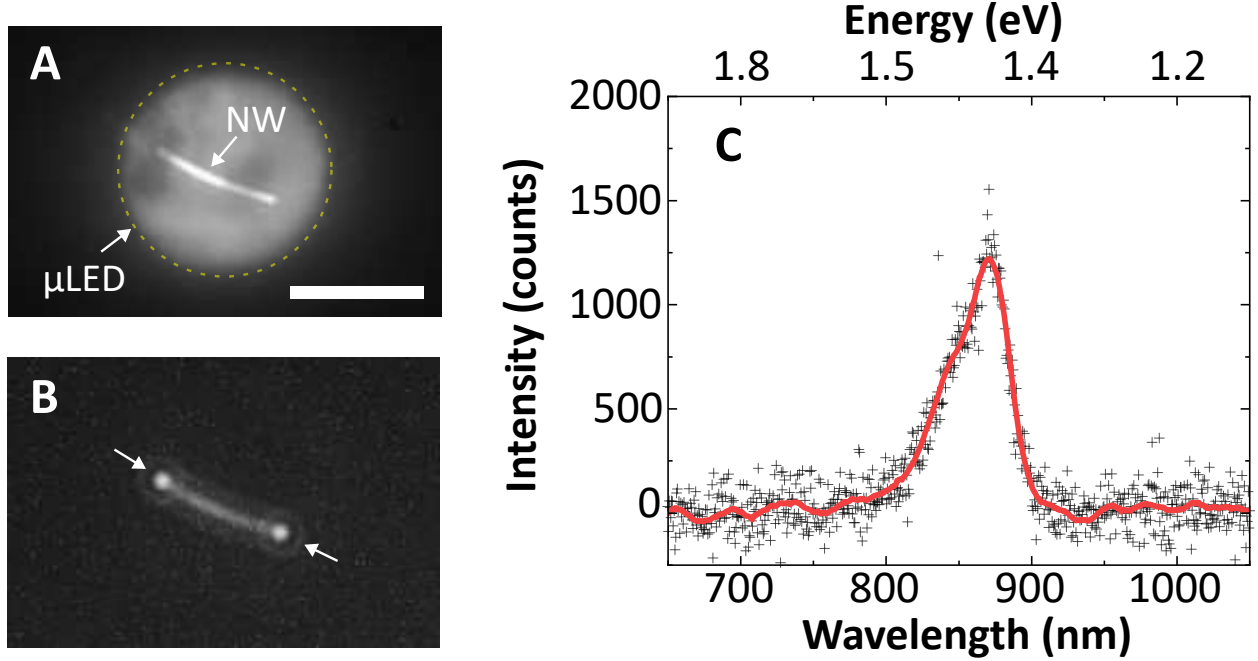 A
NW
μLED
B
Energy (eV)
1.8 1.5 1.4 1.2
C
2000
1500
1000
500
0
Intensity (counts)
700 800 900 1000
Wavelength (nm)